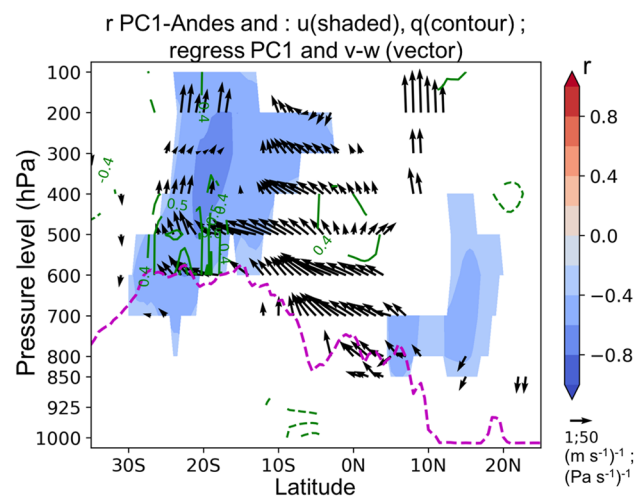 r PC1-Andes and : u(shaded), q(contour) ;
regress PC1 and v-w (vector)
r
Pressure level (hPa)
100
200
300
400
500
600
700
800
850
925
1000
30S
20S
10S
0N
10N
20N
Latitude
0.8
0.4
0.0
−0.4
−0.8
1;50
(m s⁻¹)⁻¹ ;
(Pa s⁻¹)⁻¹
-0.4
0.5
0.4
0.4